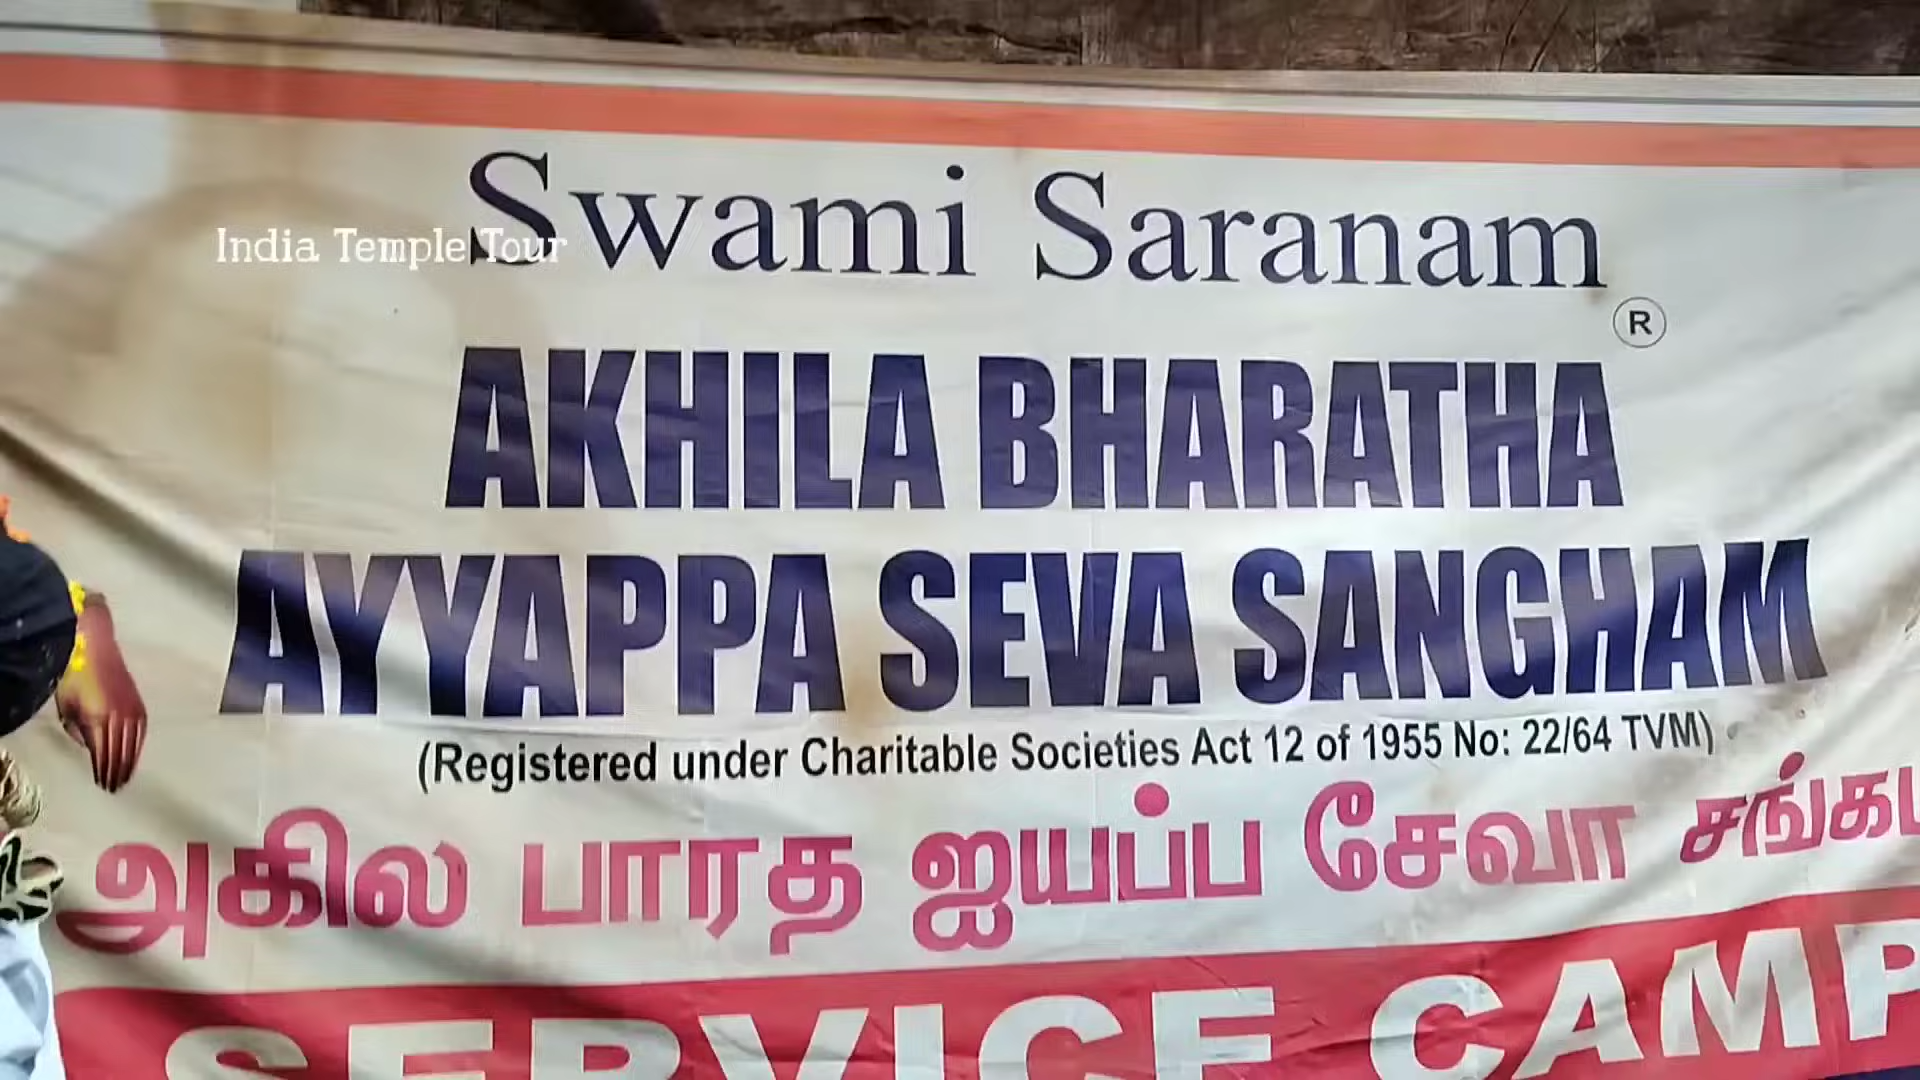 Swami Saranam
India Temple Tour
®
AKHILA BHARATHA
AYYAPPA SEVA SANGHAM
(Registered under Charitable Societies Act 12 of 1955 No: 22/64 TVM)
அகில பாரத ஐயப்ப சேவா
SERVICE CAMP